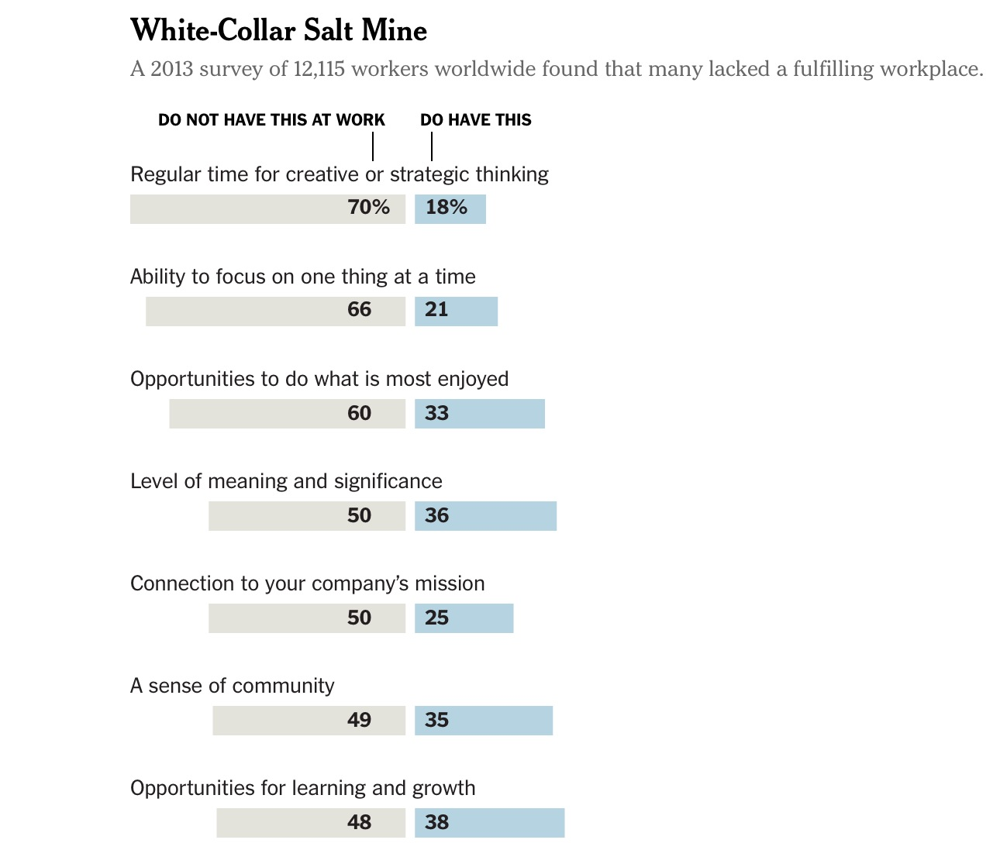 White-Collar Salt Mine
A 2013 survey of 12,115 workers worldwide found that many lacked a fulfilling workplace.
DO NOT HAVE THIS AT WORK DO HAVE THIS
Regular time for creative or strategic thinking
70% 18%
Ability to focus on one thing at a time
66 21
Opportunities to do what is most enjoyed
60 33
Level of meaning and significance
50 36
Connection to your company’s mission
50 25
A sense of community
49 35
Opportunities for learning and growth
48 38